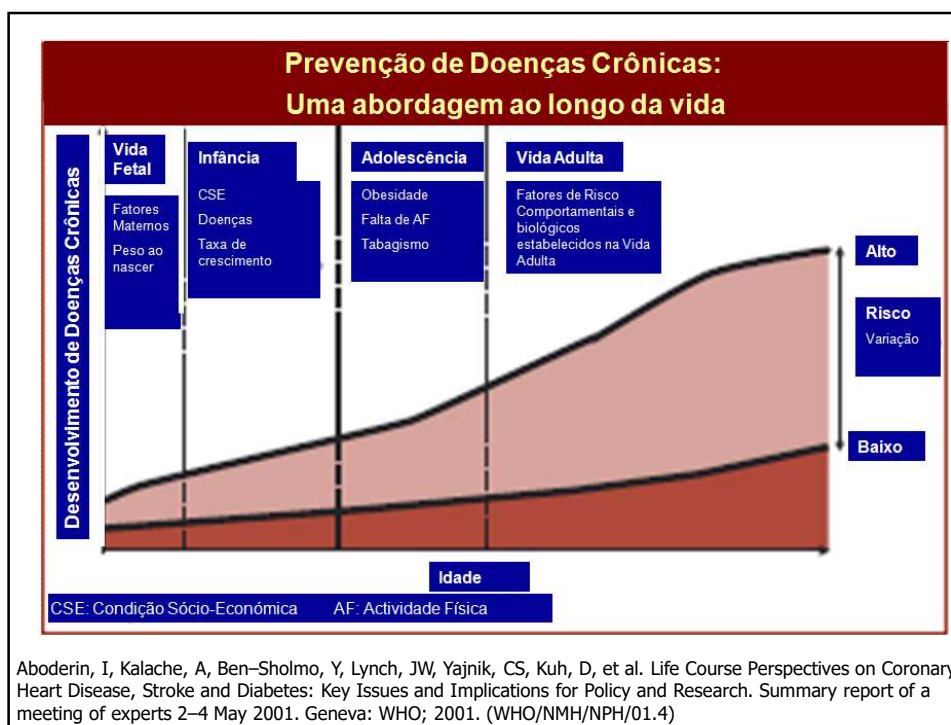 Prevenção de Doenças Crônicas:
Uma abordagem ao longo da vida
Desenvolvimento de Doenças Crônicas
Vida
Fetal
Fatores
Maternos
Peso ao
nascer
Infância
CSE
Doenças
Taxa de
crescimento
Adolescência
Obesidade
Falta de AF
Tabagismo
Vida Adulta
Fatores de Risco
Comportamentais e
biológicos
estabelecidos na Vida
Adulta
Alto
Risco
Variação
Baixo
Idade
CSE: Condição Sócio-Económica AF: Actividade Física
Aboderin, I, Kalache, A, Ben–Sholmo, Y, Lynch, JW, Yajnik, CS, Kuh, D, et al. Life Course Perspectives on Coronary
Heart Disease, Stroke and Diabetes: Key Issues and Implications for Policy and Research. Summary report of a
meeting of experts 2–4 May 2001. Geneva: WHO; 2001. (WHO/NMH/NPH/01.4)